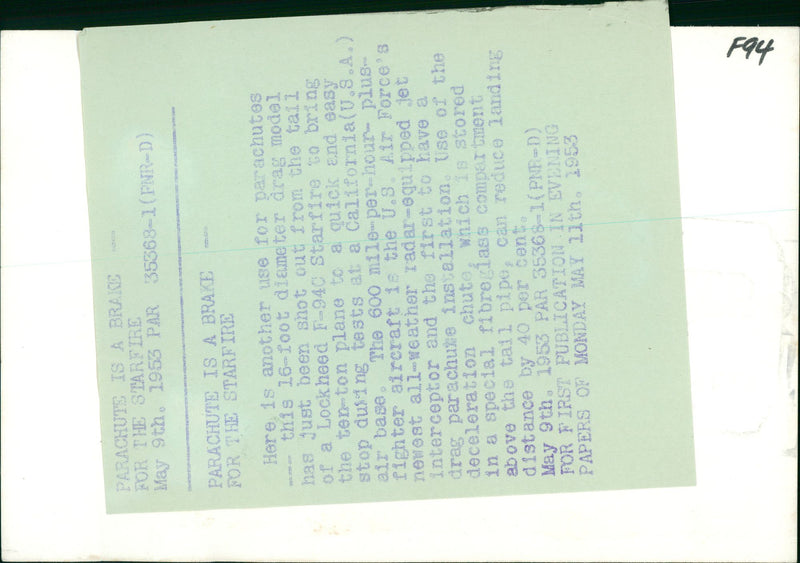 F94
PARACHUTE IS A BRAKE ---
FOR THE STARFIRE
May 9th. 1953 PAR 35368-1(PNR-D)
PARACHUTE IS A BRAKE ---
FOR THE STARFIRE
Here is another use for parachutes
--- this 16-foot diameter drag model
has just been shot out from the tail
of a Lockheed F-94C Starfire to bring
the ten-ton plane to a quick and easy
stop during tests at a California(U.S.A.)
air base. The 600 mile-per-hour- plus-
fighter aircraft is the U.S. Air Force's
newest all-weather radar-equipped jet
interceptor and the first to have a
drag parachute installation. Use of the
deceleration chute, which is stored
in a special fibreglass compartment
above the tail pipe, can reduce landing
distance by 40 per cent.
May 9th. 1953 PAR 35368-1(PNR-D)
FOR FIRST PUBLICATION IN EVENING
PAPERS OF MONDAY MAY 11th. 1953